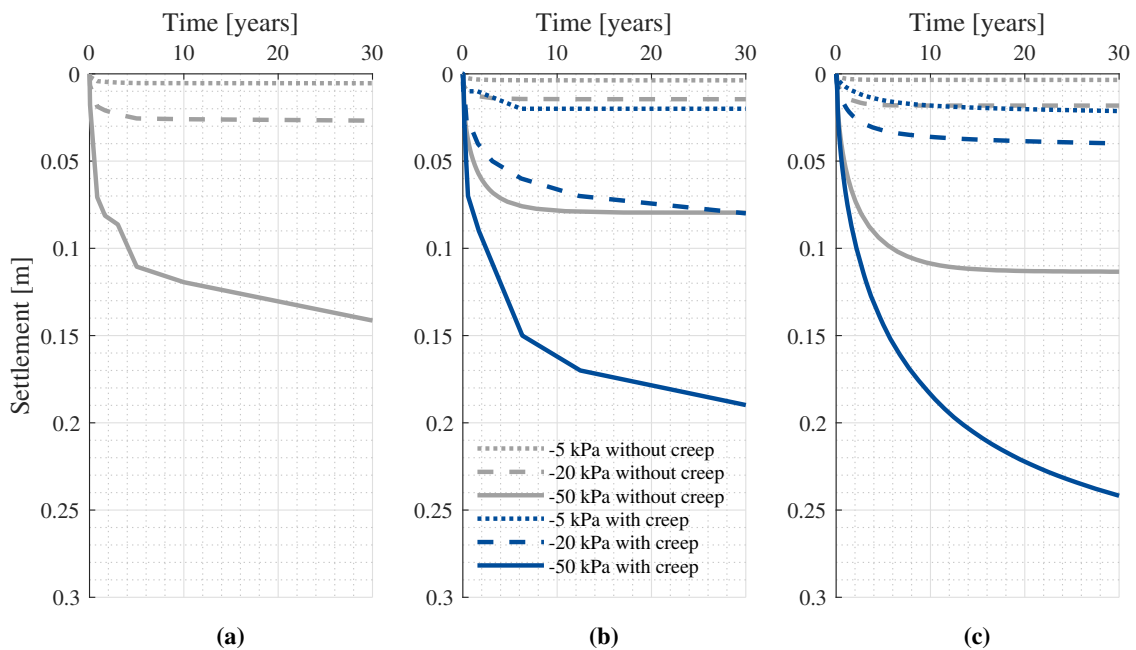 Time [years]
Time [years]
Time [years]
0 10 20 30
0 10 20 30
0 10 20 30
Settlement [m]
0
0.05
0.1
0.15
0.2
0.25
0.3
0
0.05
0.1
0.15
0.2
0.25
0.3
0
0.05
0.1
0.15
0.2
0.25
0.3
-5 kPa without creep
-20 kPa without creep
-50 kPa without creep
-5 kPa with creep
-20 kPa with creep
-50 kPa with creep
(a)
(b)
(c)